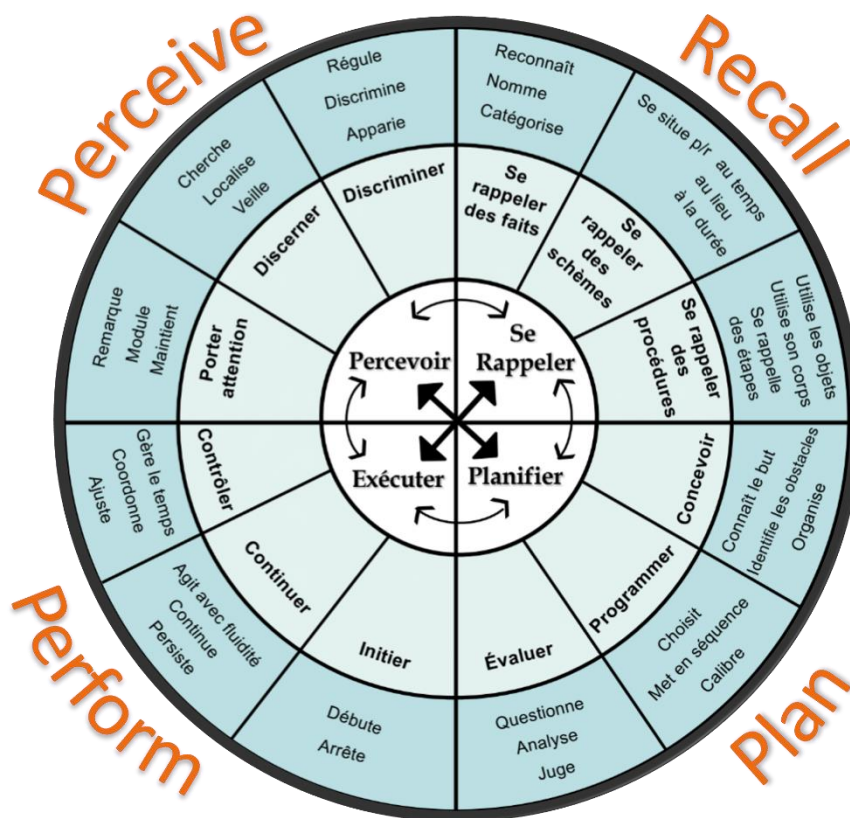 Perceive
Recall
Perform
Plan
Percevoir
Se
Rappeler
Exécuter
Planifier
Porter
attention
Remarque
Module
Maintient
Discerner
Cherche
Localise
Veille
Discriminer
Régule
Discrimine
Apparie
Se
rappeler
des faits
Reconnaît
Nomme
Catégorise
Se
rappeler
des
schèmes
Se situe p/r au temps
au lieu
à la durée
Se rappeler
des
procédures
Utilise les objets
Utilise son corps
Se rappelle
des étapes
Concevoir
Connaît le but
Identifie les obstacles
Organise
Programmer
Choisit
Met en séquence
Calibre
Évaluer
Questionne
Analyse
Juge
Initier
Débute
Arrête
Continuer
Agit avec fluidité
Continue
Persiste
Contrôler
Gère le temps
Coordonne
Ajuste